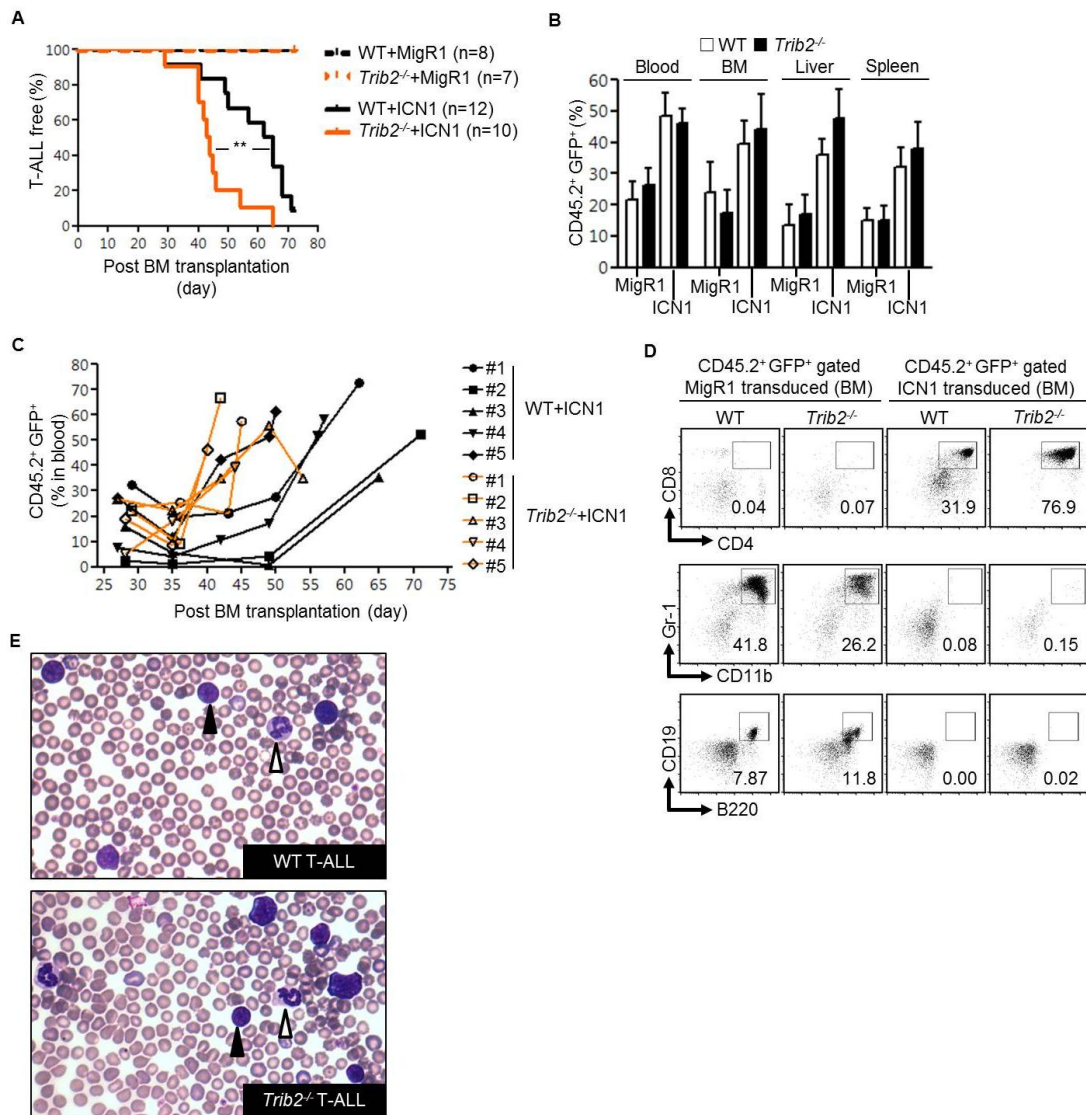 A
T-ALL free (%)
100
80
60
40
20
0
0 10 20 30 40 50 60 70 80
Post BM transplantation
(day)
**
WT+MigR1 (n=8)
Trib2-/-+MigR1 (n=7)
WT+ICN1 (n=12)
Trib2-/-+ICN1 (n=10)
B
WT Trib2-/-
Blood BM Liver Spleen
CD45.2+ GFP+ (%)
60
50
40
30
20
10
0
MigR1 MigR1 MigR1 MigR1
ICN1 ICN1 ICN1 ICN1
C
CD45.2+ GFP+
(% in blood)
80
70
60
50
40
30
20
10
0
25 30 35 40 45 50 55 60 65 70 75
Post BM transplantation (day)
#1
#2
#3
#4
#5
WT+ICN1
#1
#2
#3
#4
#5
Trib2-/-+ICN1
D
CD45.2+ GFP+ gated
MigR1 transduced (BM)
CD45.2+ GFP+ gated
ICN1 transduced (BM)
WT Trib2-/- WT Trib2-/-
CD8
0.04 0.07 31.9 76.9
CD4
Gr-1
41.8 26.2 0.08 0.15
CD11b
CD19
7.87 11.8 0.00 0.02
B220
E
WT T-ALL
Trib2-/- T-ALL